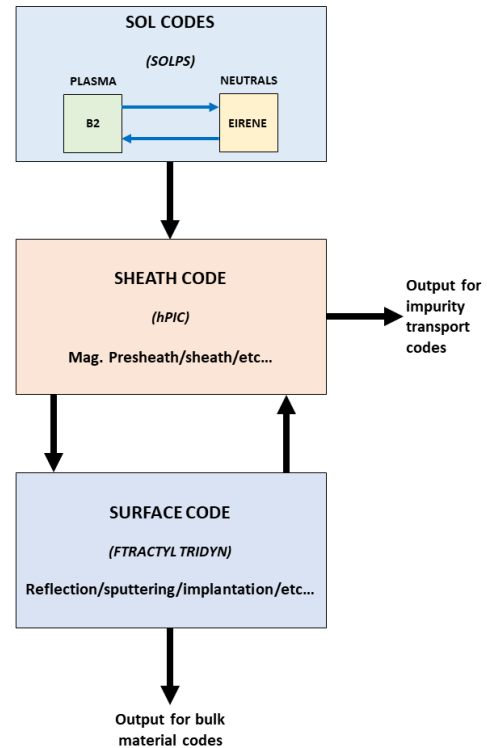 SOL CODES
(SOLPS)
PLASMA
NEUTRALS
B2
EIRENE
SHEATH CODE
(hPIC)
Mag. Presheath/sheath/etc...
Output for
impurity
transport
codes
SURFACE CODE
(FTRACTYL TRIDYN)
Reflection/sputtering/implantation/etc...
Output for bulk
material codes